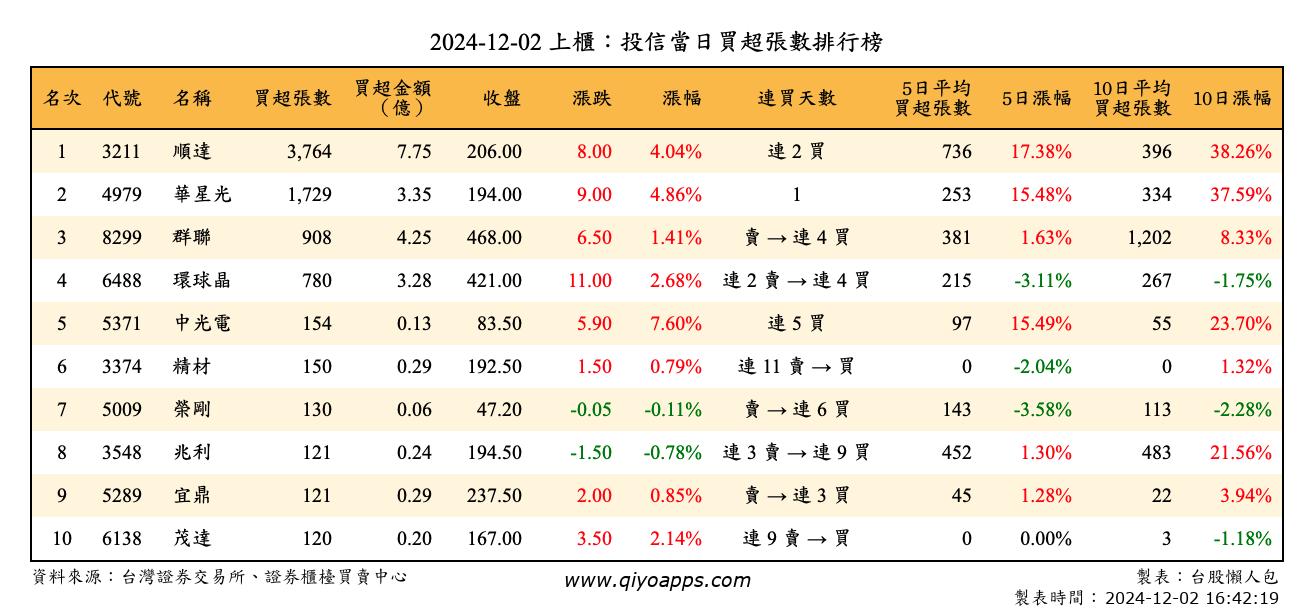 2024-12-02 上櫃：投信當日買超張數排行榜
名次 代號 名稱 買超張數 買超金額（億） 收盤 漲跌 漲幅 連買天數 5日平均買超張數 5日漲幅 10日平均買超張數 10日漲幅
1 3211 順達 3,764 7.75 206.00 8.00 4.04% 連 2 買 736 17.38% 396 38.26%
2 4979 華星光 1,729 3.35 194.00 9.00 4.86% 1 253 15.48% 334 37.59%
3 8299 群聯 908 4.25 468.00 6.50 1.41% 賣 → 連 4 買 381 1.63% 1,202 8.33%
4 6488 環球晶 780 3.28 421.00 11.00 2.68% 連 2 賣 → 連 4 買 215 -3.11% 267 -1.75%
5 5371 中光電 154 0.13 83.50 5.90 7.60% 連 5 買 97 15.49% 55 23.70%
6 3374 精材 150 0.29 192.50 1.50 0.79% 連 11 賣 → 買 0 -2.04% 0 1.32%
7 5009 榮剛 130 0.06 47.20 -0.05 -0.11% 賣 → 連 6 買 143 -3.58% 113 -2.28%
8 3548 兆利 121 0.24 194.50 -1.50 -0.78% 連 3 賣 → 連 9 買 452 1.30% 483 21.56%
9 5289 宜鼎 121 0.29 237.50 2.00 0.85% 賣 → 連 3 買 45 1.28% 22 3.94%
10 6138 茂達 120 0.20 167.00 3.50 2.14% 連 9 賣 → 買 0 0.00% 3 -1.18%
資料來源：台灣證券交易所、證券櫃檯買賣中心 www.qiyoapps.com 製表：台股懶人包
製表時間：2024-12-02 16:42:19